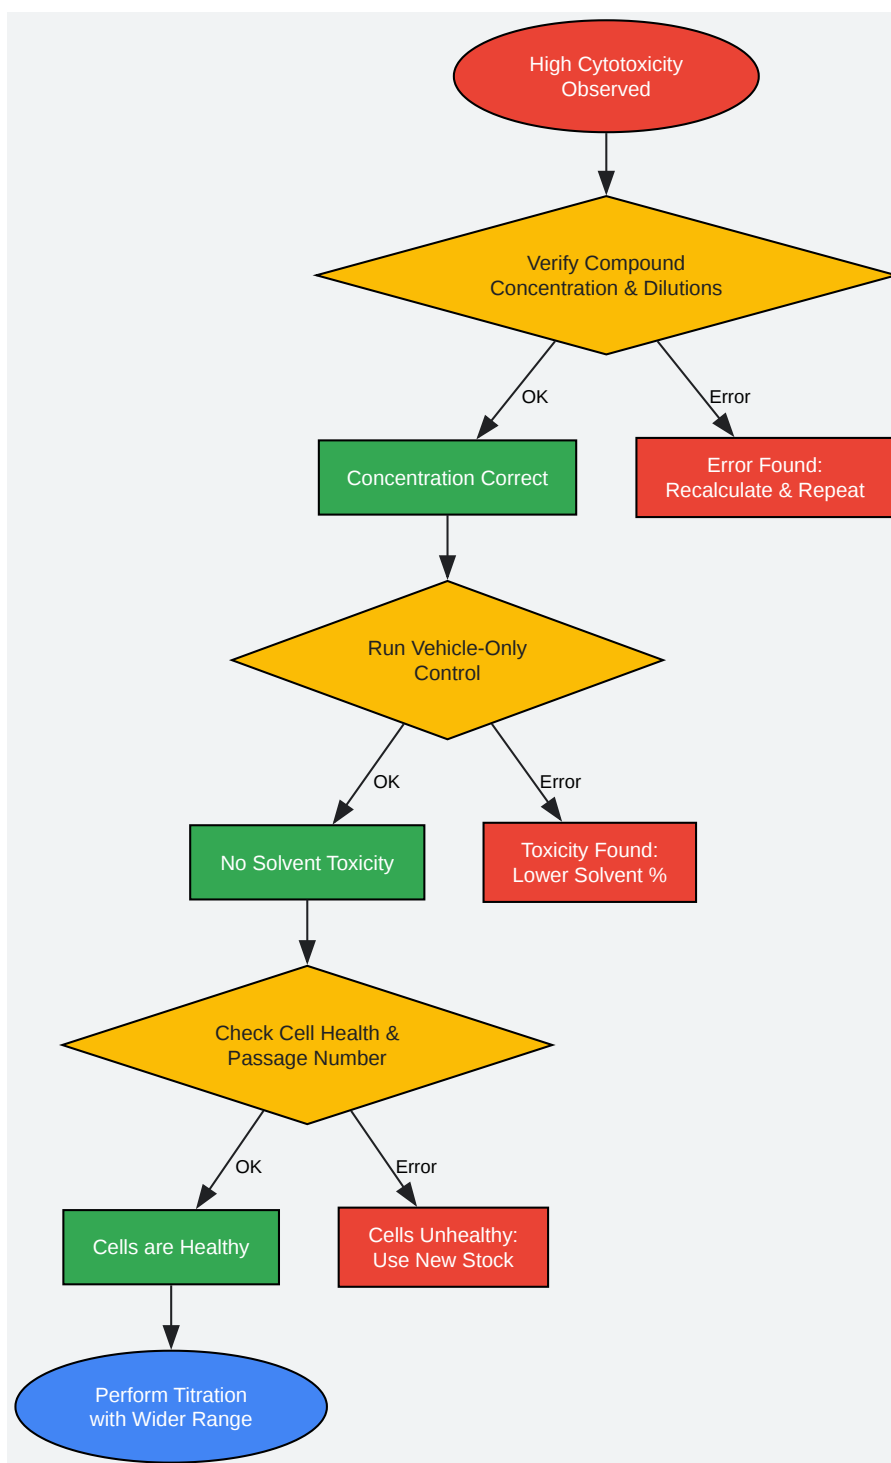 High Cytotoxicity
Observed
Verify Compound
Concentration & Dilutions
OK
Error
Concentration Correct
Error Found:
Recalculate & Repeat
Run Vehicle-Only
Control
OK
Error
No Solvent Toxicity
Toxicity Found:
Lower Solvent %
Check Cell Health &
Passage Number
OK
Error
Cells are Healthy
Cells Unhealthy:
Use New Stock
Perform Titration
with Wider Range